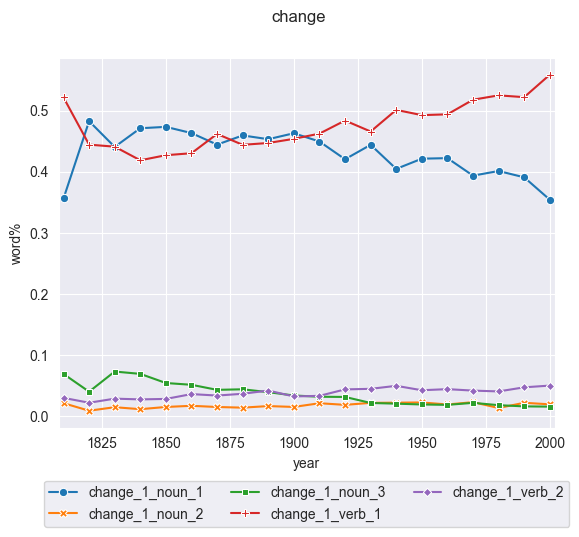 change
0.5
0.4
0.3
0.2
0.1
0.0
word%
1825 1850 1875 1900 1925 1950 1975 2000
year
change_1_noun_1 change_1_noun_3 change_1_verb_2
change_1_noun_2 change_1_verb_1